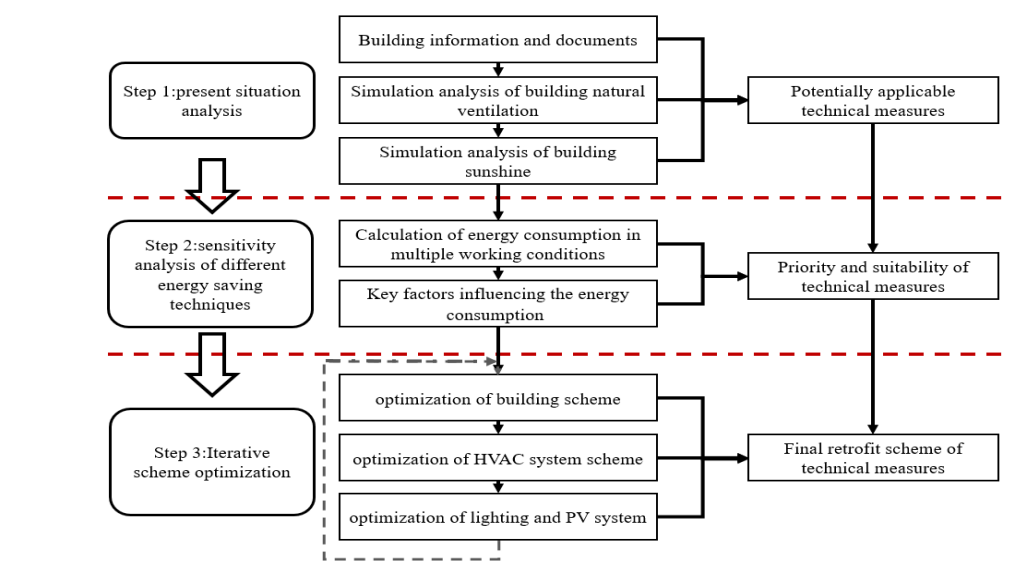 Step 1:present situation
analysis
Building information and documents
Simulation analysis of building natural
ventilation
Simulation analysis of building
sunshine
Potentially applicable
technical measures
Step 2:sensitivity
analysis of different
energy saving
techniques
Calculation of energy consumption in
multiple working conditions
Key factors influencing the energy
consumption
Priority and suitability of
technical measures
Step 3:Iterative
scheme optimization
optimization of building scheme
optimization of HVAC system scheme
optimization of lighting and PV system
Final retrofit scheme of
technical measures